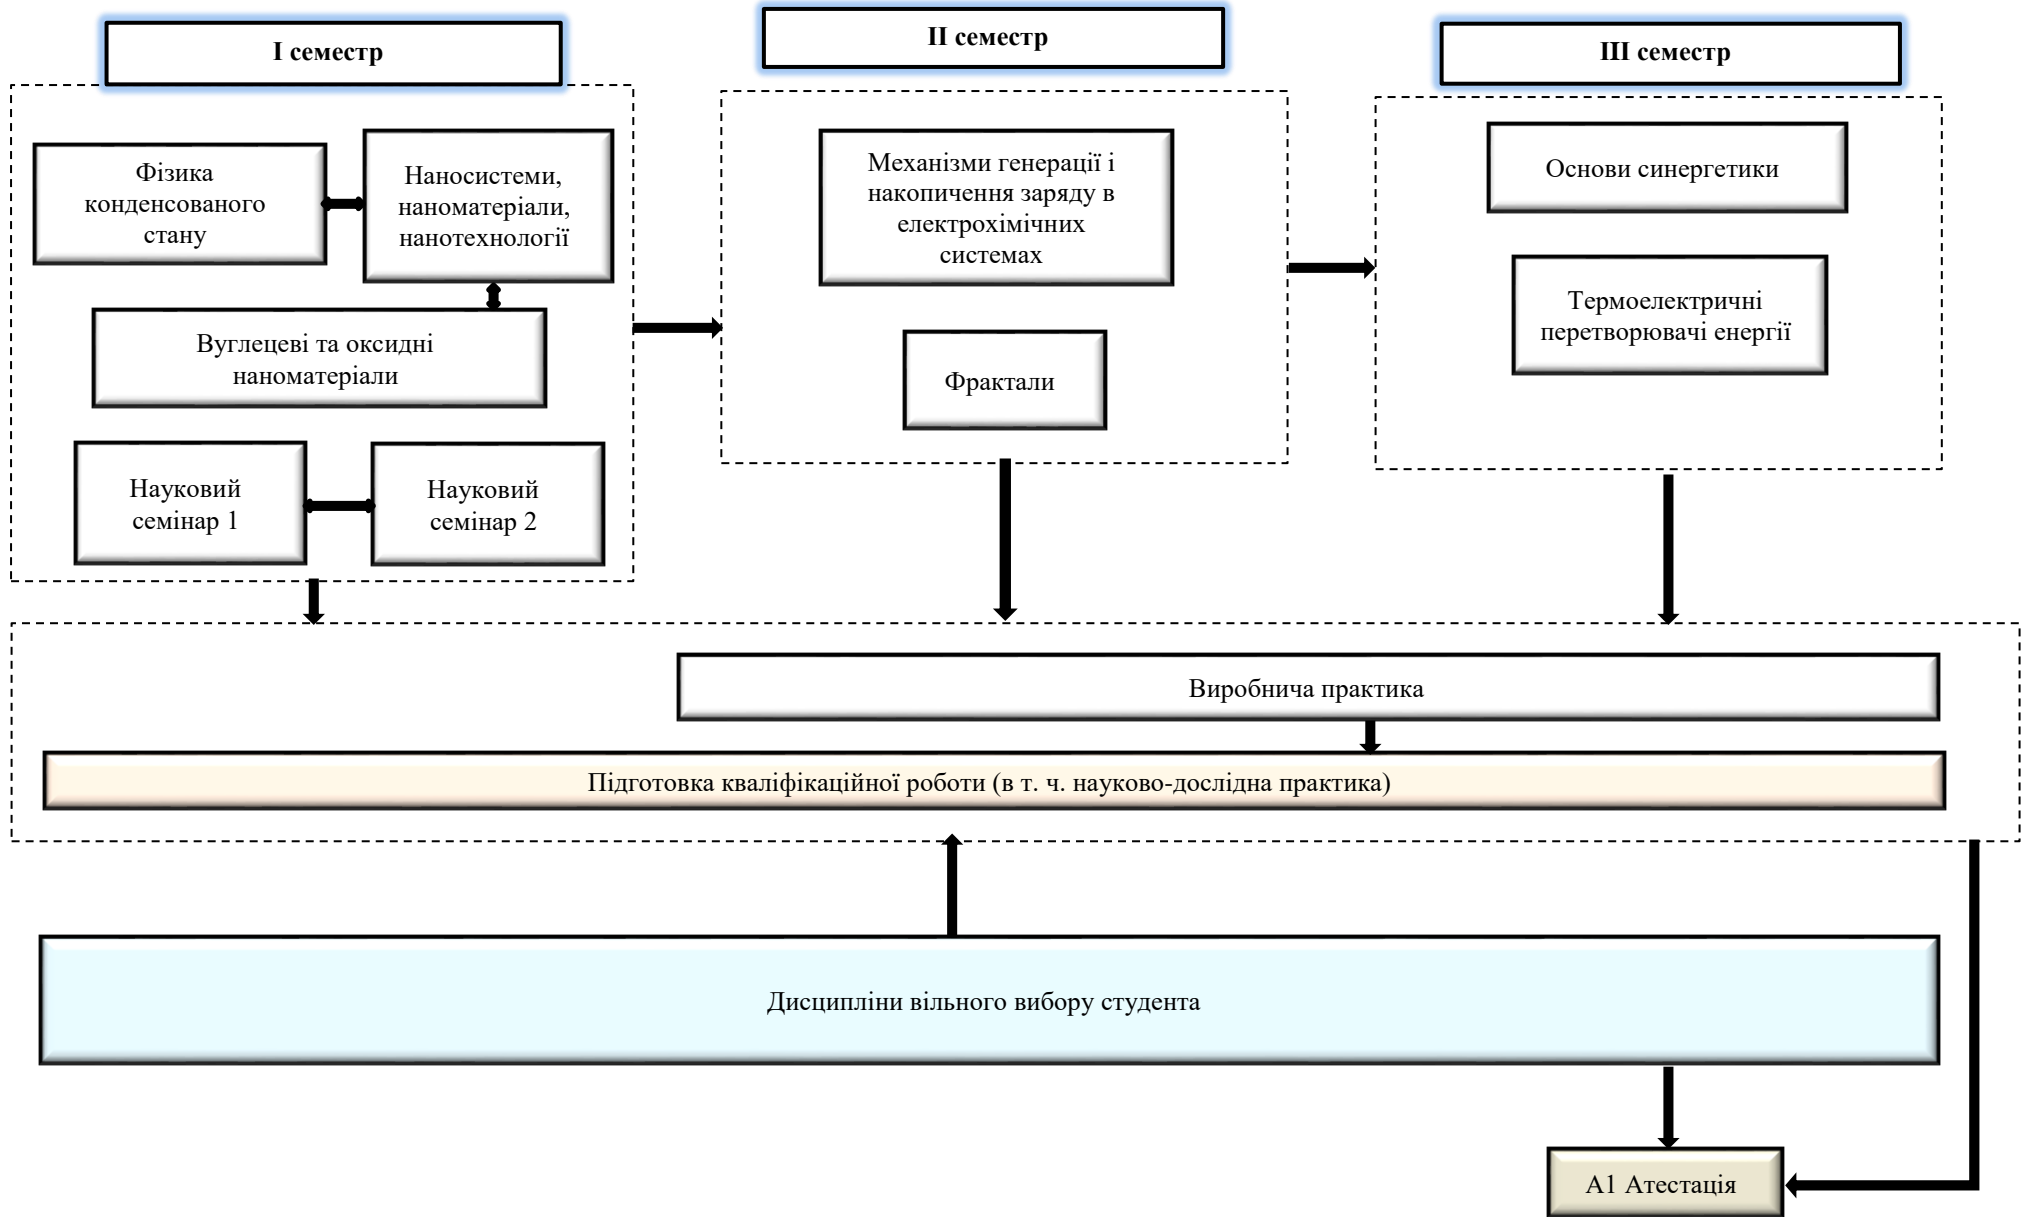 І семестр
ІІ семестр
ІІІ семестр
Фізика
конденсованого
стану
Наносистеми,
наноматеріали,
нанотехнології
Вуглецеві та оксидні
наноматеріали
Науковий
семінар 1
Науковий
семінар 2
Механізми генерації і
накопичення заряду в
електрохімічних
системах
Фрактали
Основи синергетики
Термоелектричні
перетворювачі енергії
Виробнича практика
Підготовка кваліфікаційної роботи (в т. ч. науково-дослідна практика)
Дисципліни вільного вибору студента
А1 Атестація